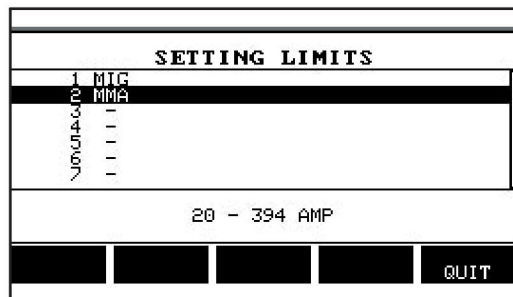 SETTING LIMITS
1 MIG
2 MMA
3 -
4 -
5 -
6 -
7 -
20 - 394 AMP
QUIT